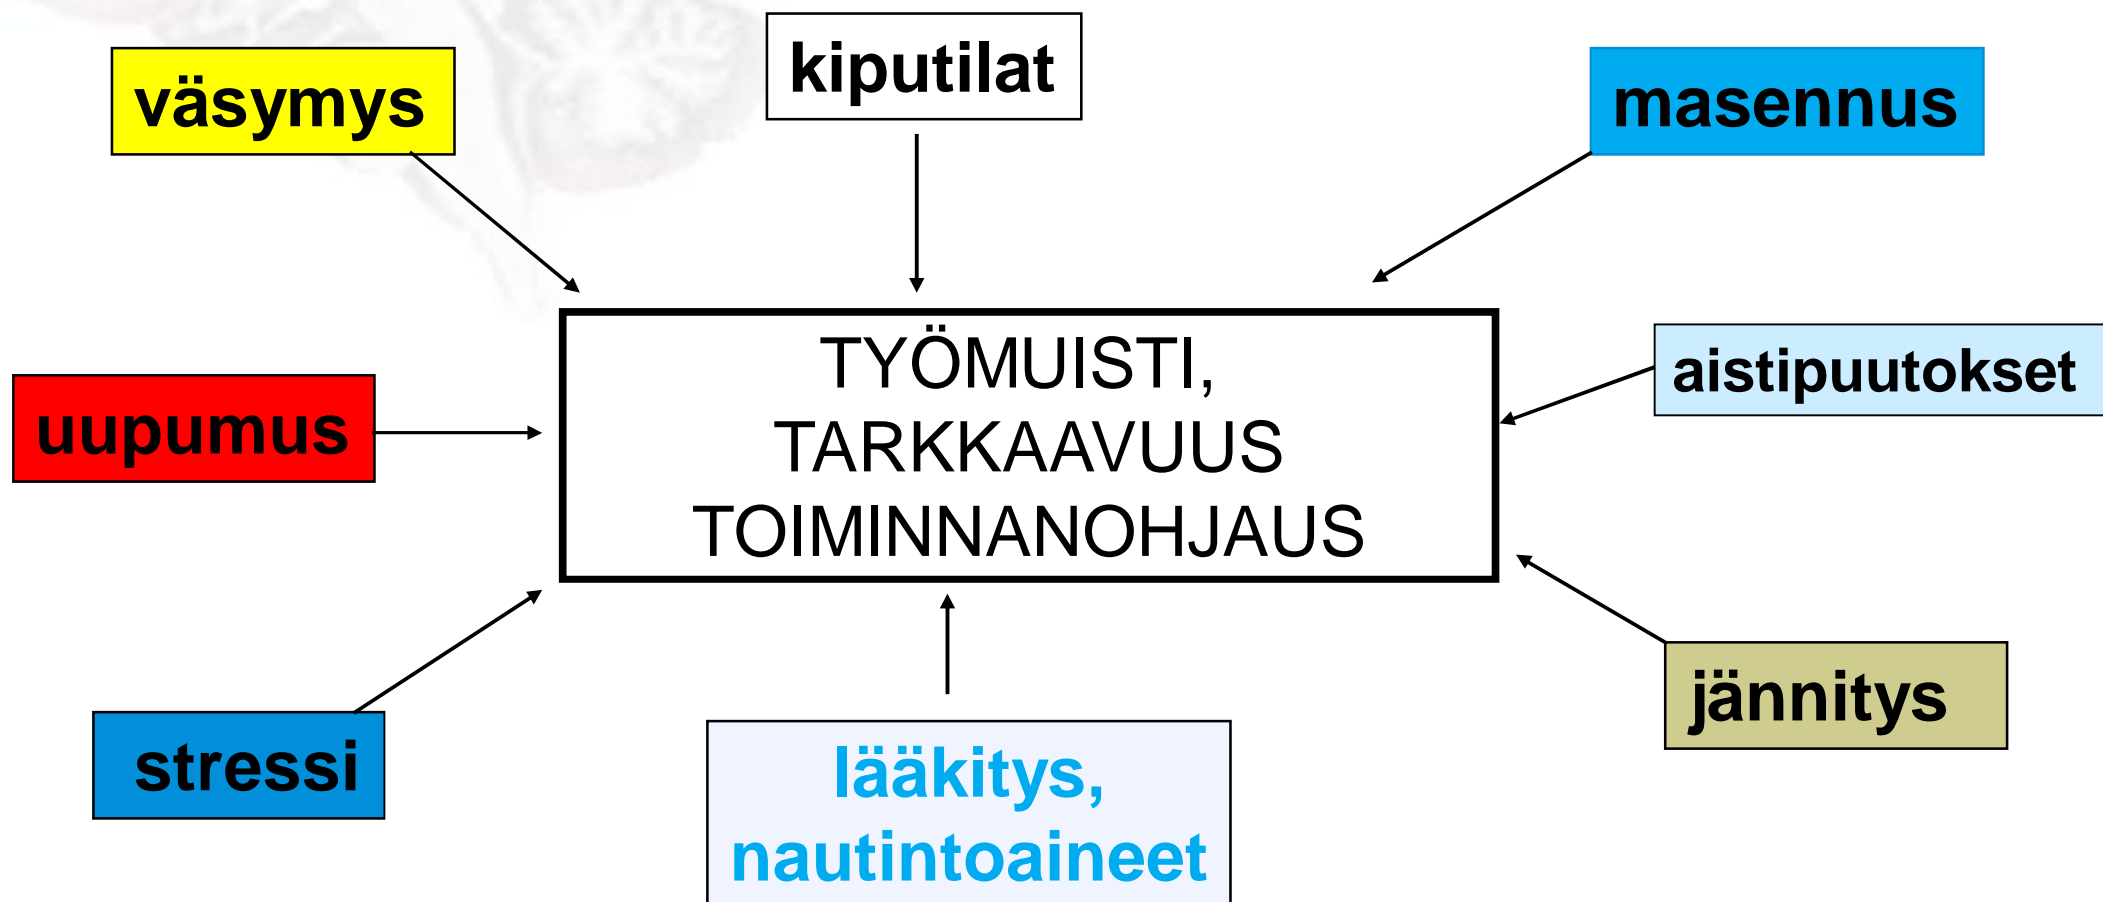 väsymys
kiputilat
masennus
TYÖMUISTI,
TARKKAAVUUS
TOIMINNANOHJAUS
aistipuutokset
uupumus
jännitys
stressi
lääkitys,
nautintoaineet